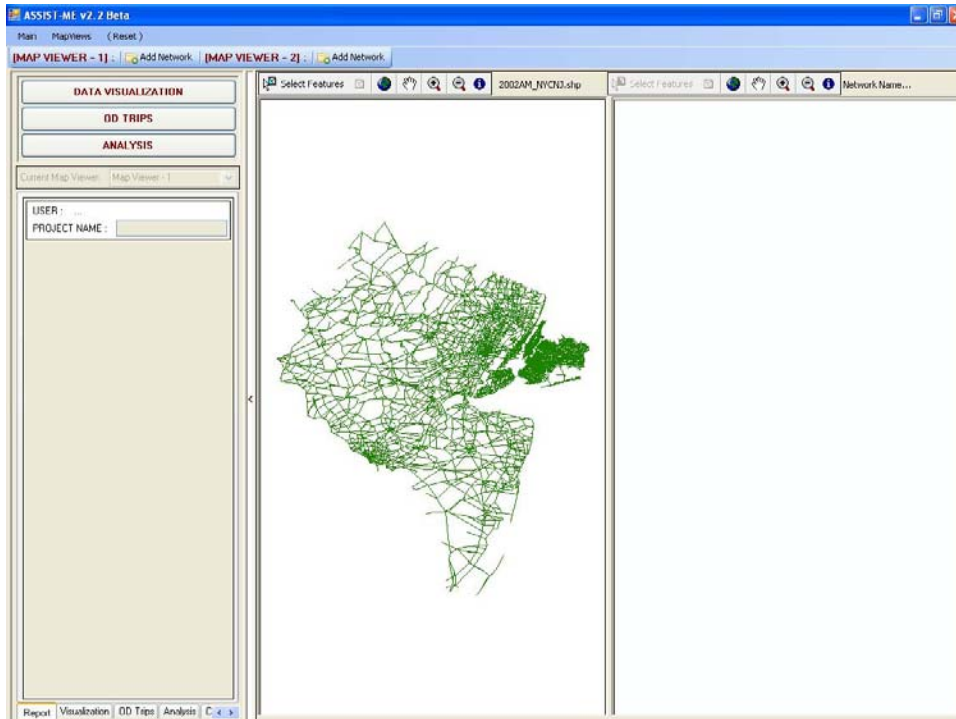 ASSIST-ME v2.2 Beta
Main MapViews (Reset)
[MAP VIEWER - 1] : Add Network [MAP VIEWER - 2] : Add Network
DATA VISUALIZATION
OD TRIPS
ANALYSIS
Current Map Viewer: Map Viewer - 1
USER : ...
PROJECT NAME :
Select Features 2002AM_NYCNJ.shp
Select Features Network Name...
Report Visualization OD Trips Analysis C